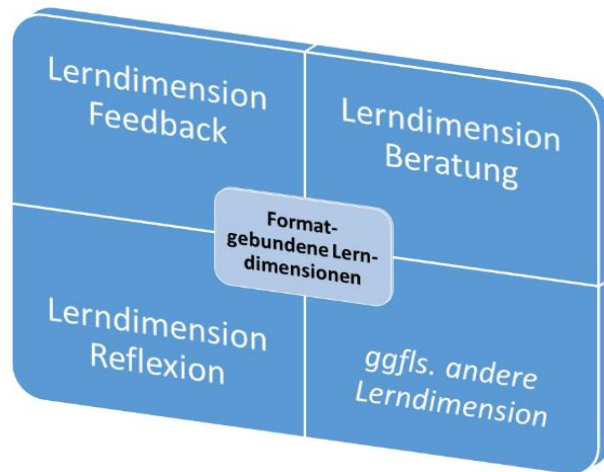 Lerndimension
Feedback
Lerndimension
Beratung
Format-
gebundene Lern-
dimensionen
Lerndimension
Reflexion
ggfls. andere
Lerndimension